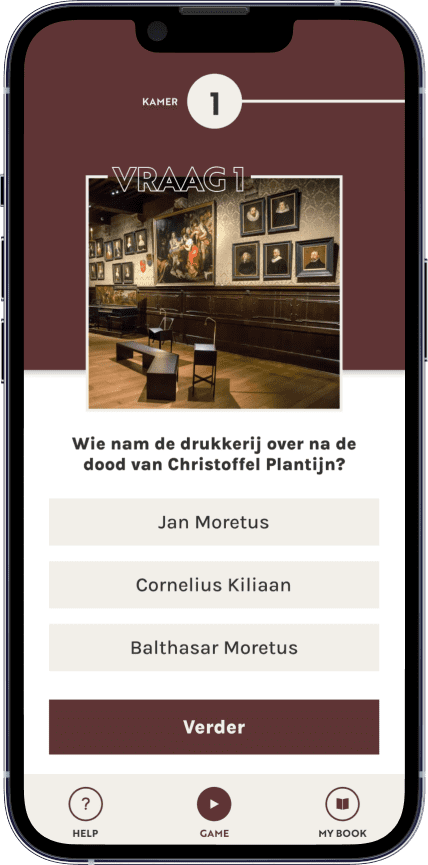 KAMER
1
VRAAG 1
Wie nam de drukkerij over na de
dood van Christoffel Plantijn?
Jan Moretus
Cornelius Kiliaan
Balthasar Moretus
Verder
?
HELP
GAME
MY BOOK